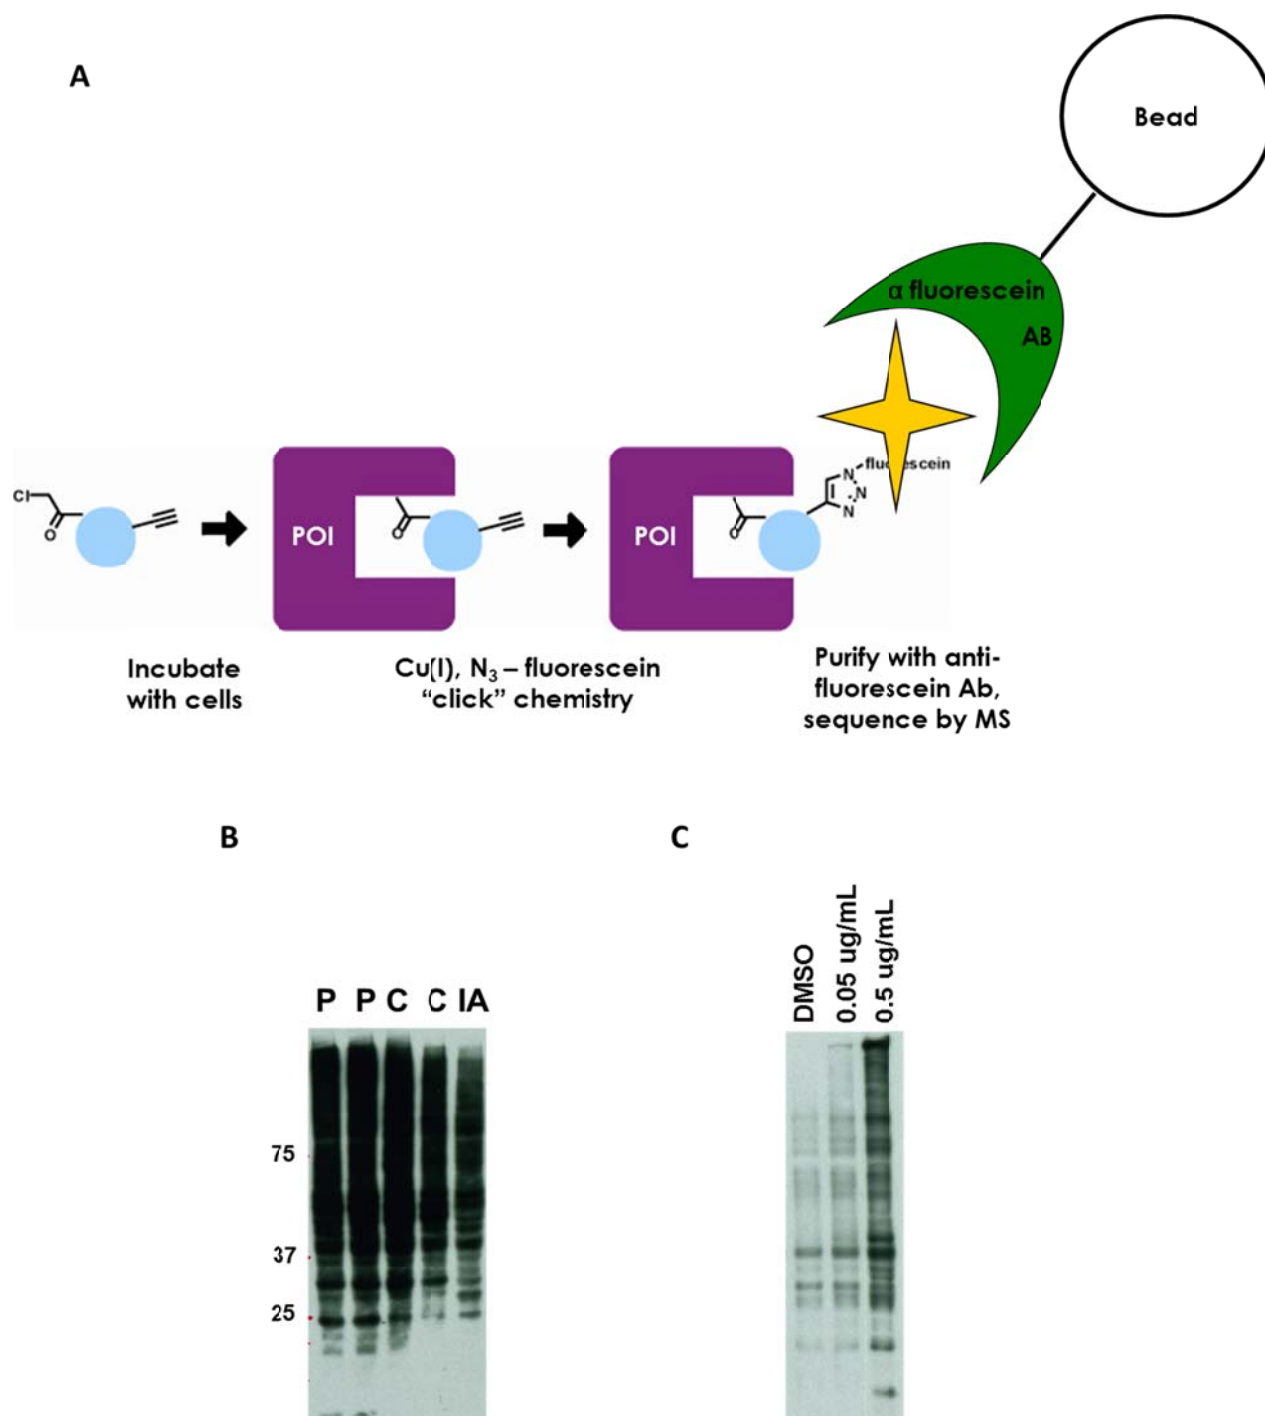 A
Bead
α fluorescein
AB
Cl
O
POI
O
POI
O
N
N
N
fluorescein
Incubate
with cells
Cu(I), N₃ – fluorescein
"click" chemistry
Purify with anti-
fluorescein Ab,
sequence by MS
B
P P C C IA
75
37
25
C
DMSO
0.05 ug/mL
0.5 ug/mL